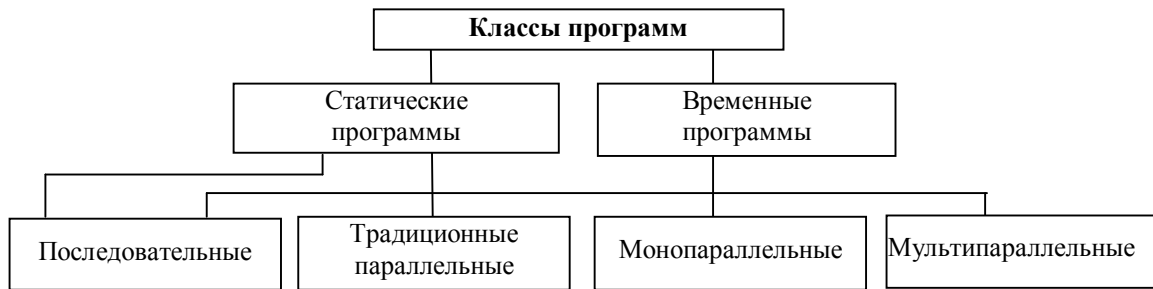 Классы программ
Статические
программы
Временные
программы
Последовательные
Традиционные
параллельные
Монопараллельные
Мультипараллельные